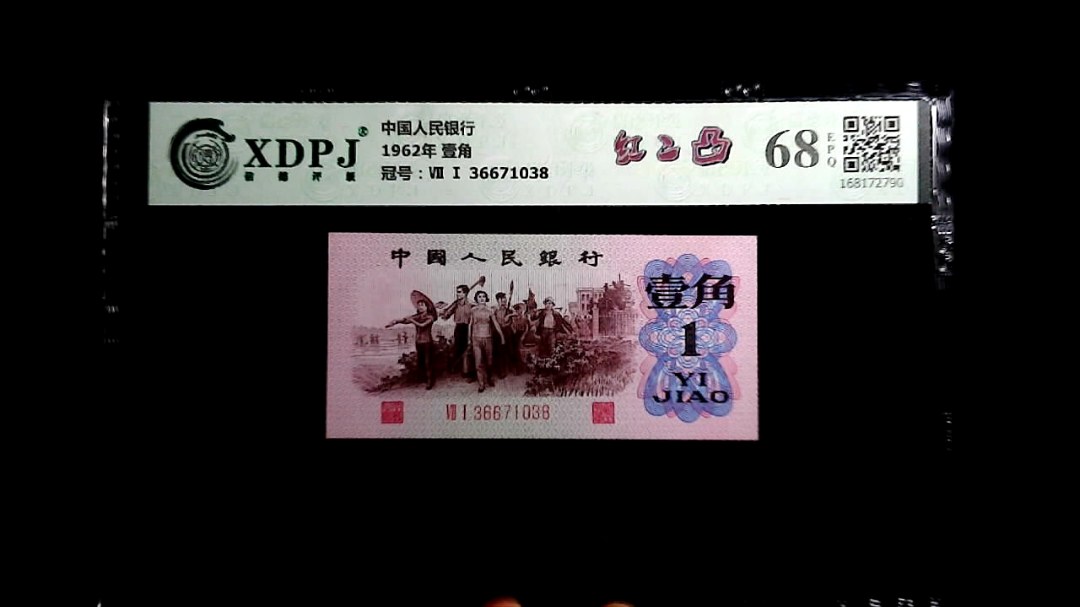 XDPJ
中国人民银行
1962年 壹角
冠号：Ⅶ Ⅰ 36671038
红二凸
68
EPQ
168172790
中國人民銀行
壹角
1
YI
JIAO
Ⅶ Ⅰ 36671038